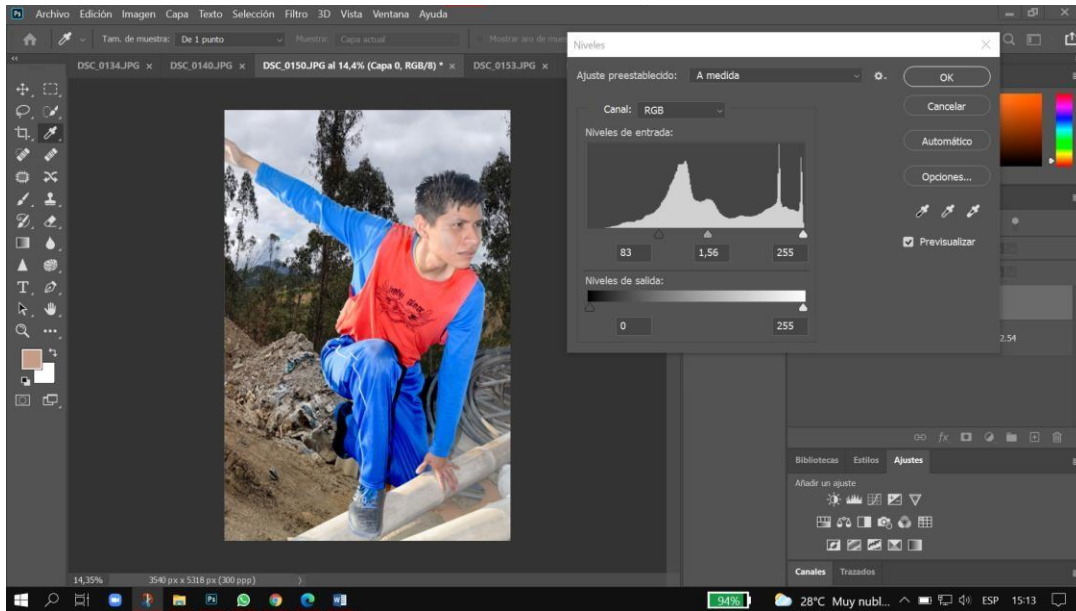 Archivo Edición Imagen Capa Texto Selección Filtro 3D Vista Ventana Ayuda
Tam. de muestra: De 1 punto Muestra: Capa actual Mostrar aro de
DSC_0134.JPG × DSC_0140.JPG × DSC_0150.JPG al 14,4% (Capa 0, RGB/8) * × DSC_0153.JPG ×
Niveles
Ajuste preestablecido: A medida
OK
Canal: RGB
Cancelar
Niveles de entrada:
Automático
Opciones...
83 1,56 255
Previsualizar
Niveles de salida:
0 255
2.54
Bibliotecas Estilos Ajustes
Añadir un ajuste
Canales Trazados
14,35% 3540 px x 5318 px (300 ppp)
94% 28°C Muy nubl... ESP 15:13